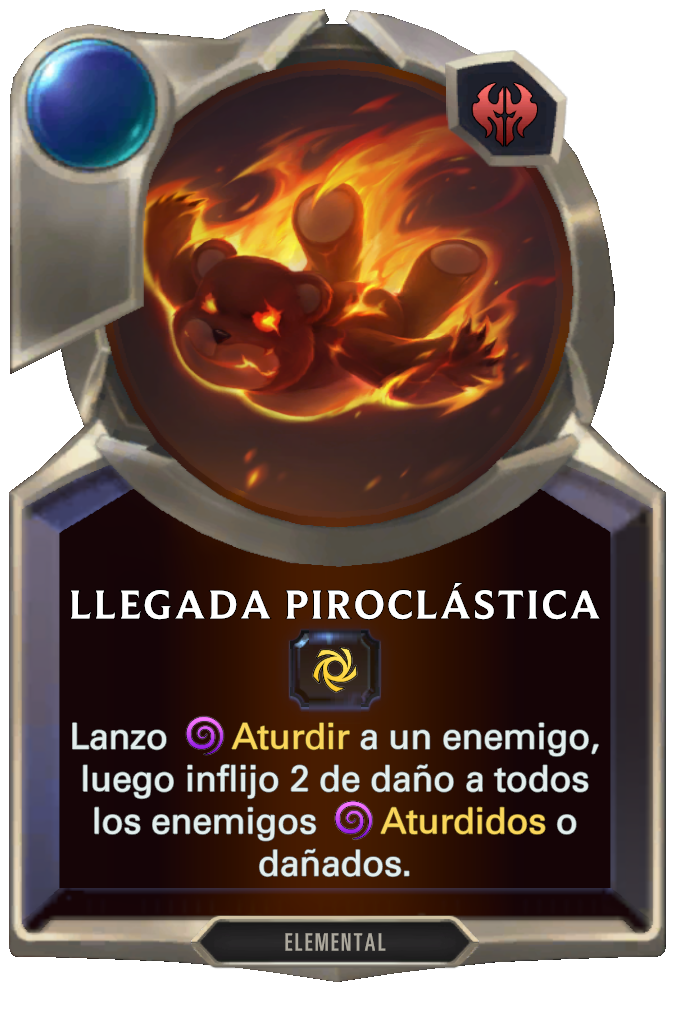 LLEGADA PIROCLÁSTICA
Lanzo Aturdir a un enemigo,
luego inflijo 2 de daño a todos
los enemigos Aturdidos o
dañados.
ELEMENTAL